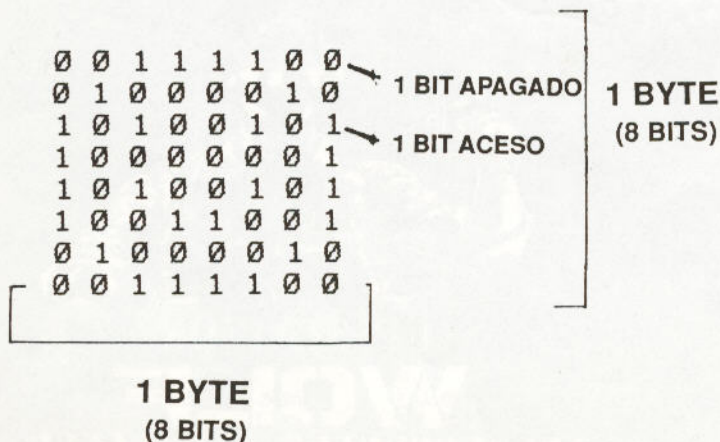 Ø Ø 1 1 1 1 Ø Ø
1 BIT APAGADO
Ø 1 Ø Ø Ø Ø 1 Ø
1 Ø 1 Ø Ø 1 Ø 1
1 BIT ACESO
1 Ø Ø Ø Ø Ø Ø 1
1 Ø 1 Ø Ø 1 Ø 1
1 Ø Ø 1 1 Ø Ø 1
Ø 1 Ø Ø Ø Ø 1 Ø
Ø Ø 1 1 1 1 Ø Ø
1 BYTE
(8 BITS)
1 BYTE
(8 BITS)